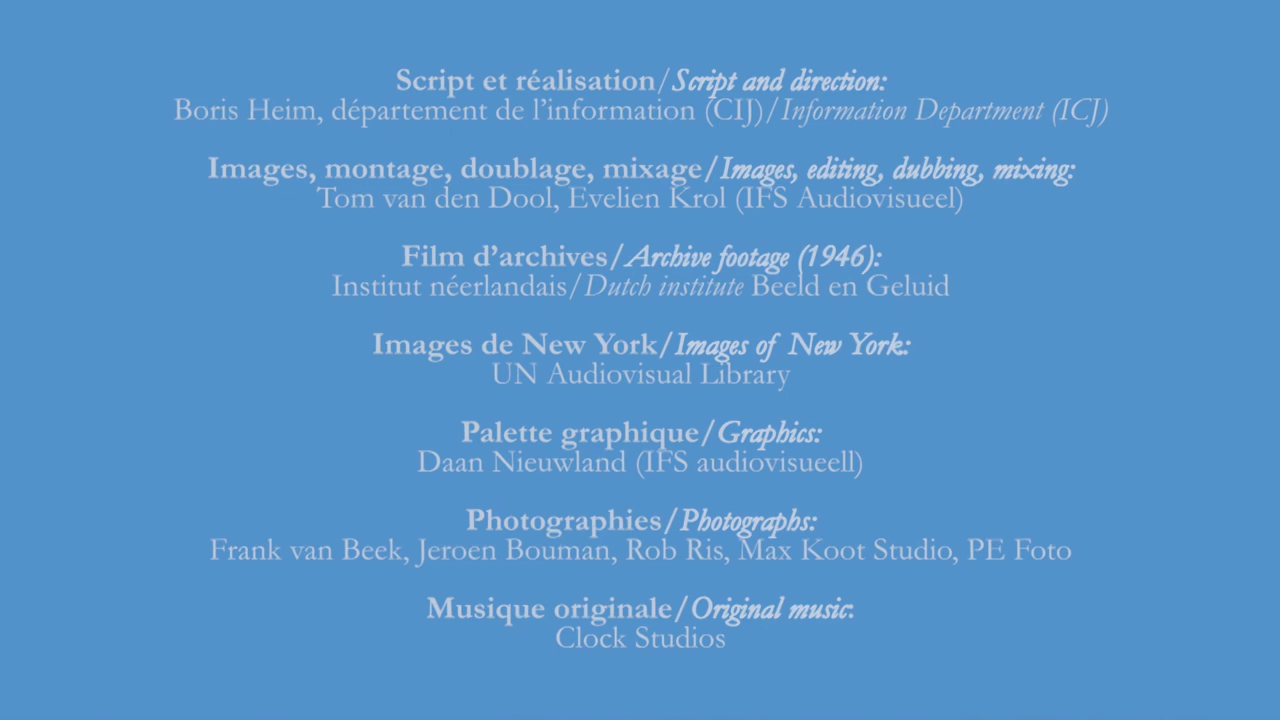 Script et réalisation/Script and direction:
Boris Heim, département de l'information (CIJ)/Information Department (ICJ)
Images, montage, doublage, mixage/Images, editing, dubbing, mixing:
Tom van den Dool, Evelien Krol (IFS Audiovisueel)
Film d'archives/Archive footage (1946):
Institut néerlandais/Dutch institute Beeld en Geluid
Images de New York/Images of New York:
UN Audiovisual Library
Palette graphique/Graphics:
Daan Nieuwland (IFS audiovisueell)
Photographies/Photographs:
Frank van Beek, Jeroen Bouman, Rob Ris, Max Koot Studio, PE Foto
Musique originale/Original music:
Clock Studios